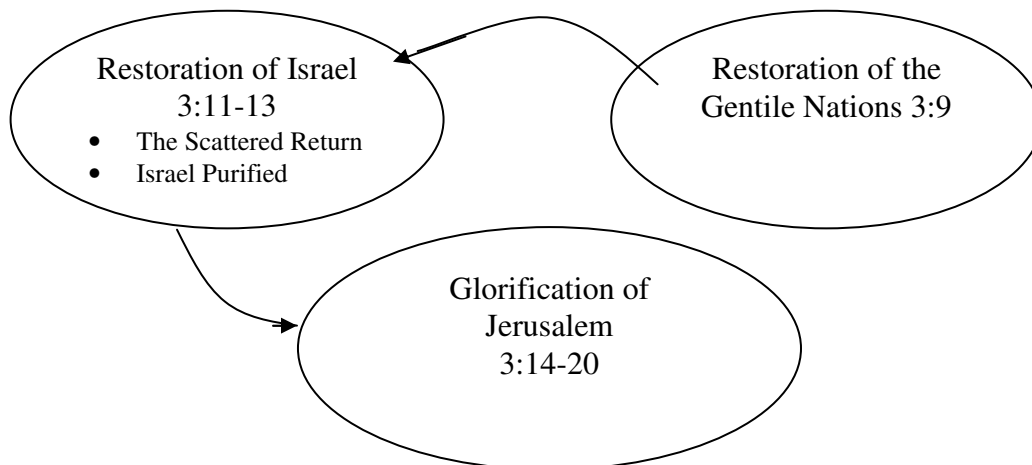 Restoration of Israel
3:11-13
• The Scattered Return
• Israel Purified
Restoration of the
Gentile Nations 3:9
Glorification of
Jerusalem
3:14-20